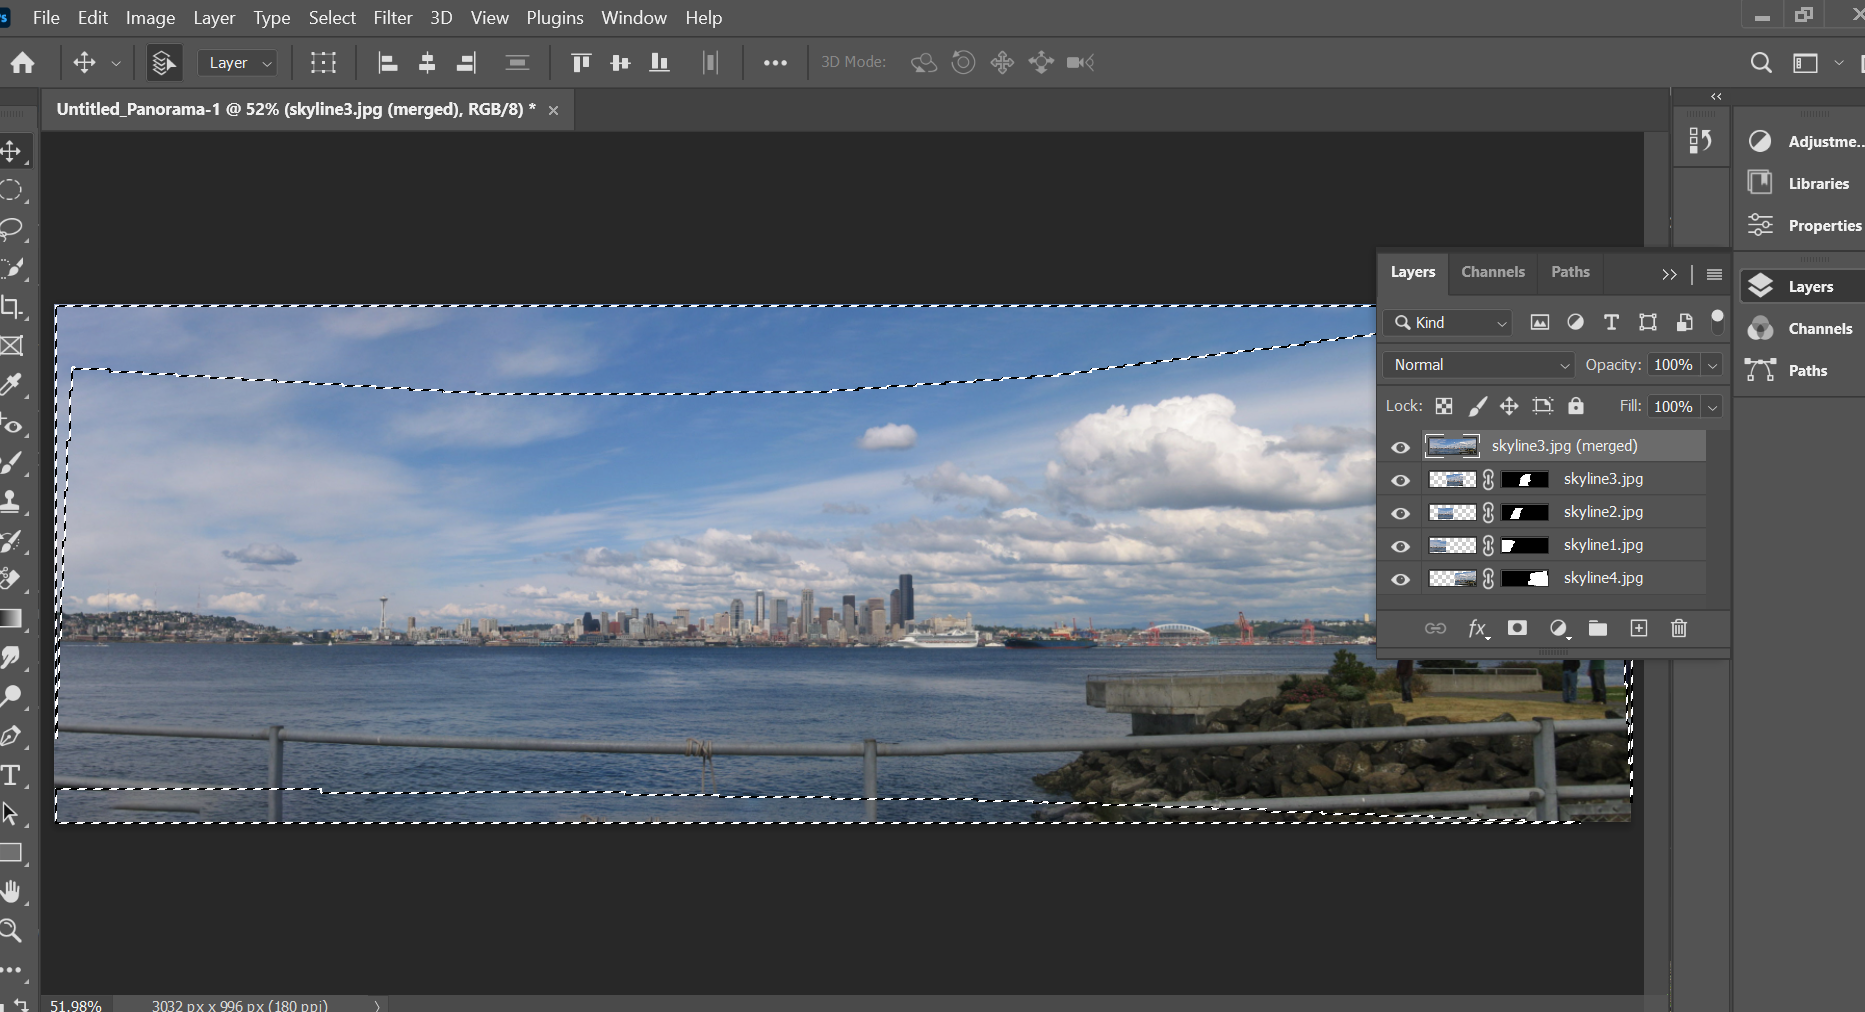 File Edit Image Layer Type Select Filter 3D View Plugins Window Help
Layer 3D Mode:
Untitled_Panorama-1 @ 52% (skyline3.jpg (merged), RGB/8) * ×
Adjustme...
Libraries
Properties
Layers
Channels
Paths
Layers Channels Paths
Kind
Normal Opacity: 100%
Lock: Fill: 100%
skyline3.jpg (merged)
skyline3.jpg
skyline2.jpg
skyline1.jpg
skyline4.jpg
fx
51.98% 3032 px x 996 px (180 ppi)